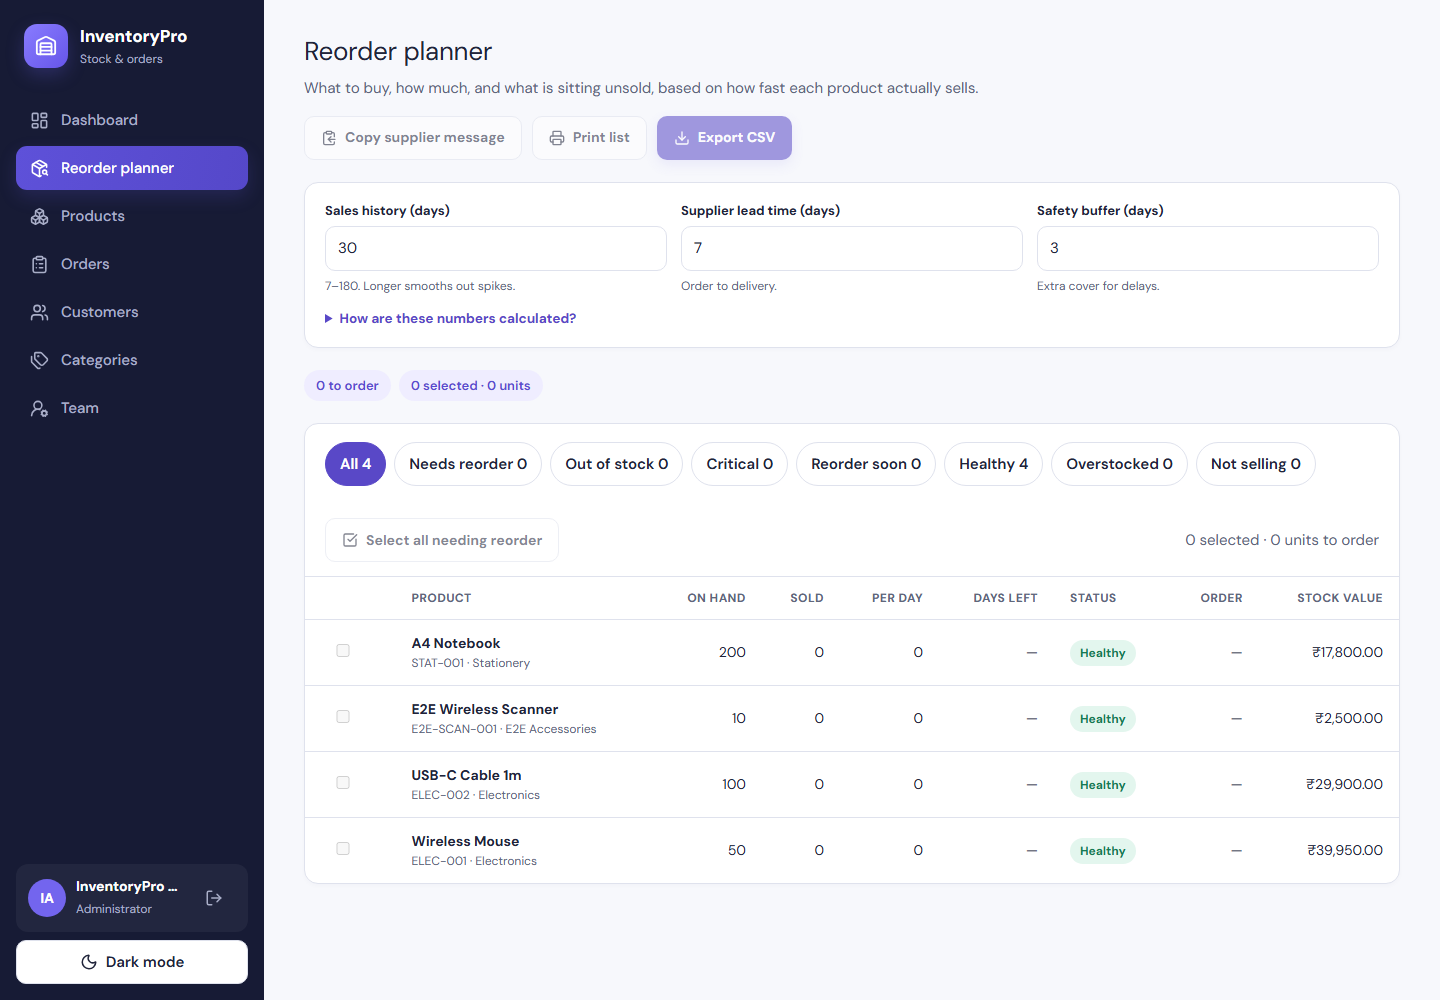 InventoryPro
Stock & orders
Dashboard
Reorder planner
Products
Orders
Customers
Categories
Team
IA
InventoryPro ...
Administrator
Dark mode
Reorder planner
What to buy, how much, and what is sitting unsold, based on how fast each product actually sells.
Copy supplier message Print list Export CSV
Sales history (days) Supplier lead time (days) Safety buffer (days)
30 7 3
7–180. Longer smooths out spikes. Order to delivery. Extra cover for delays.
How are these numbers calculated?
0 to order 0 selected · 0 units
All 4 Needs reorder 0 Out of stock 0 Critical 0 Reorder soon 0 Healthy 4 Overstocked 0 Not selling 0
Select all needing reorder 0 selected · 0 units to order
PRODUCT ON HAND SOLD PER DAY DAYS LEFT STATUS ORDER STOCK VALUE
A4 Notebook 200 0 0 — Healthy — ₹17,800.00
STAT-001 · Stationery
E2E Wireless Scanner 10 0 0 — Healthy — ₹2,500.00
E2E-SCAN-001 · E2E Accessories
USB-C Cable 1m 100 0 0 — Healthy — ₹29,900.00
ELEC-002 · Electronics
Wireless Mouse 50 0 0 — Healthy — ₹39,950.00
ELEC-001 · Electronics